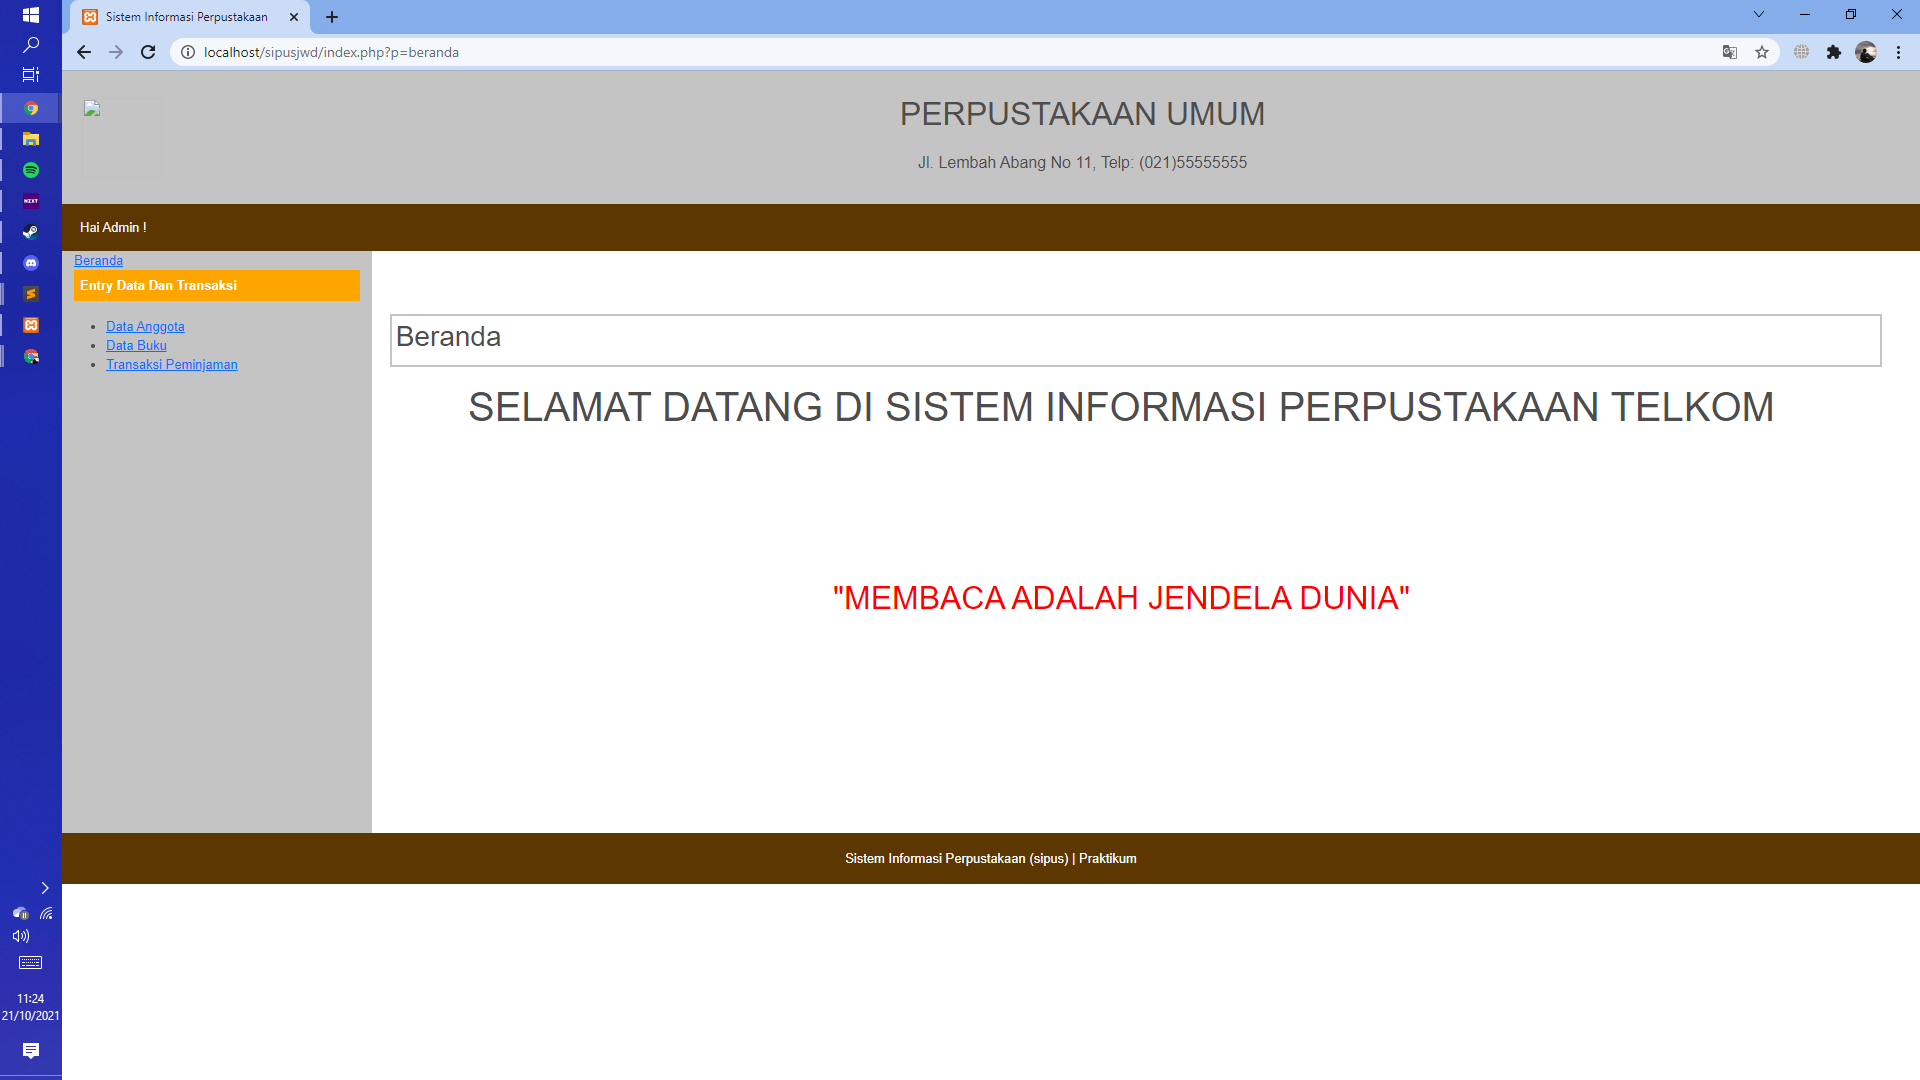 Sistem Informasi Perpustakaan
localhost/sipusjwd/index.php?p=beranda
PERPUSTAKAAN UMUM
Jl. Lembah Abang No 11, Telp: (021)55555555
Hai Admin !
Beranda
Entry Data Dan Transaksi
Data Anggota
Data Buku
Transaksi Peminjaman
Beranda
SELAMAT DATANG DI SISTEM INFORMASI PERPUSTAKAAN TELKOM
"MEMBACA ADALAH JENDELA DUNIA"
Sistem Informasi Perpustakaan (sipus) | Praktikum
NZXT
11:24
21/10/2021